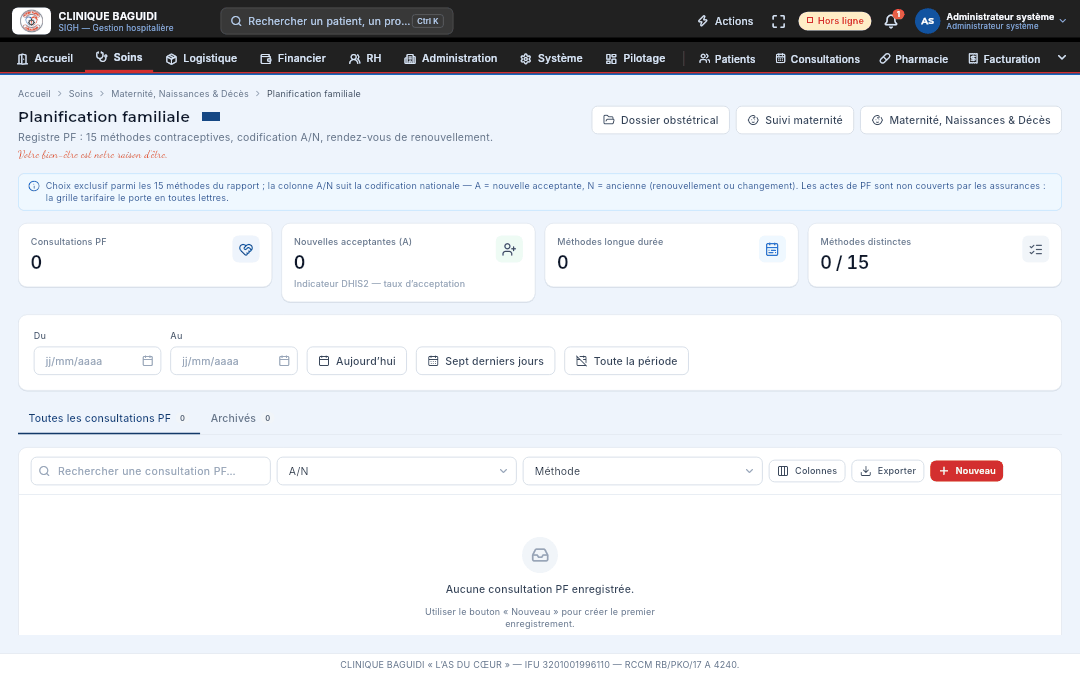 CLINIQUE BAGUIDI
SIGH — Gestion hospitalière
Rechercher un patient, un pro... Ctrl K
Actions
Hors ligne
1
AS
Administrateur système
Administrateur système
Accueil
Soins
Logistique
Financier
RH
Administration
Système
Pilotage
Patients
Consultations
Pharmacie
Facturation
Accueil > Soins > Maternité, Naissances & Décès > Planification familiale
Planification familiale
Registre PF : 15 méthodes contraceptives, codification A/N, rendez-vous de renouvellement.
Votre bien-être est notre raison d'être.
Dossier obstétrical
Suivi maternité
Maternité, Naissances & Décès
Choix exclusif parmi les 15 méthodes du rapport ; la colonne A/N suit la codification nationale — A = nouvelle acceptante, N = ancienne (renouvellement ou changement). Les actes de PF sont non couverts par les assurances :
la grille tarifaire le porte en toutes lettres.
Consultations PF
0
Nouvelles acceptantes (A)
0
Indicateur DHIS2 — taux d'acceptation
Méthodes longue durée
0
Méthodes distinctes
0 / 15
Du
Au
jj/mm/aaaa
jj/mm/aaaa
Aujourd'hui
Sept derniers jours
Toute la période
Toutes les consultations PF 0
Archivés 0
Rechercher une consultation PF...
A/N
Méthode
Colonnes
Exporter
Nouveau
Aucune consultation PF enregistrée.
Utiliser le bouton « Nouveau » pour créer le premier
enregistrement.
CLINIQUE BAGUIDI « L'AS DU CŒUR » — IFU 3201001996110 — RCCM RB/PKO/17 A 4240.